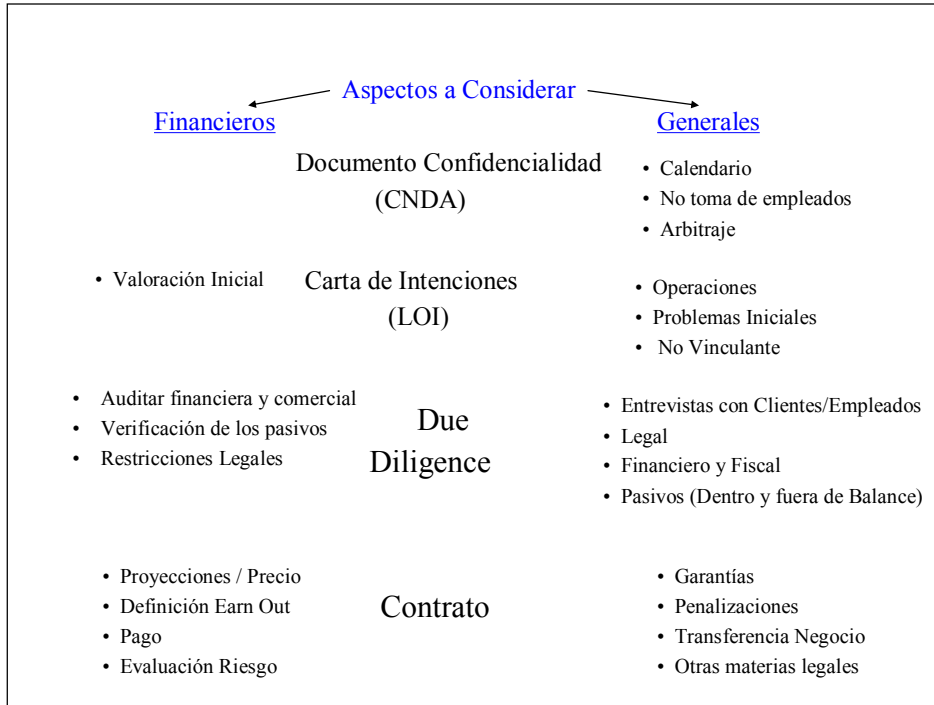 Aspectos a Considerar
Financieros
Generales
Documento Confidencialidad
(CNDA)
• Calendario
• No toma de empleados
• Arbitraje
• Valoración Inicial
Carta de Intenciones
(LOI)
• Operaciones
• Problemas Iniciales
• No Vinculante
• Auditar financiera y comercial
• Verificación de los pasivos
• Restricciones Legales
Due
Diligence
• Entrevistas con Clientes/Empleados
• Legal
• Financiero y Fiscal
• Pasivos (Dentro y fuera de Balance)
• Proyecciones / Precio
• Definición Earn Out
• Pago
• Evaluación Riesgo
Contrato
• Garantías
• Penalizaciones
• Transferencia Negocio
• Otras materias legales